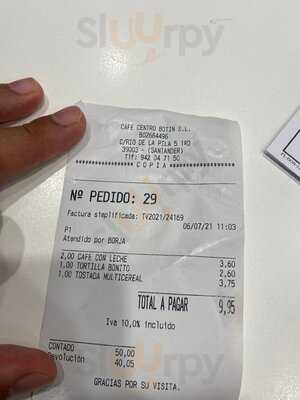 Sluurpy
CAFE CENTRO BOTIN S.L.
B02664496
C/RIO DE LA PILA 5 1RO
39003 - (SANTANDER)
Tlf: 942 04 71 50
COPIA
Nº PEDIDO: 29
Factura simplificada: TV2021/24169
P1 06/07/21 11:03
Atendido por BORJA
2,00 CAFE CON LECHE 3,60
1,00 TORTILLA BONITO 2,60
1,00 TOSTADA MULTICEREAL 3,75
TOTAL A PAGAR 9,95
Iva 10,0% incluido
CONTADO 50,00
Devolución 40,05
GRACIAS POR SU VISITA.
Sluurpy